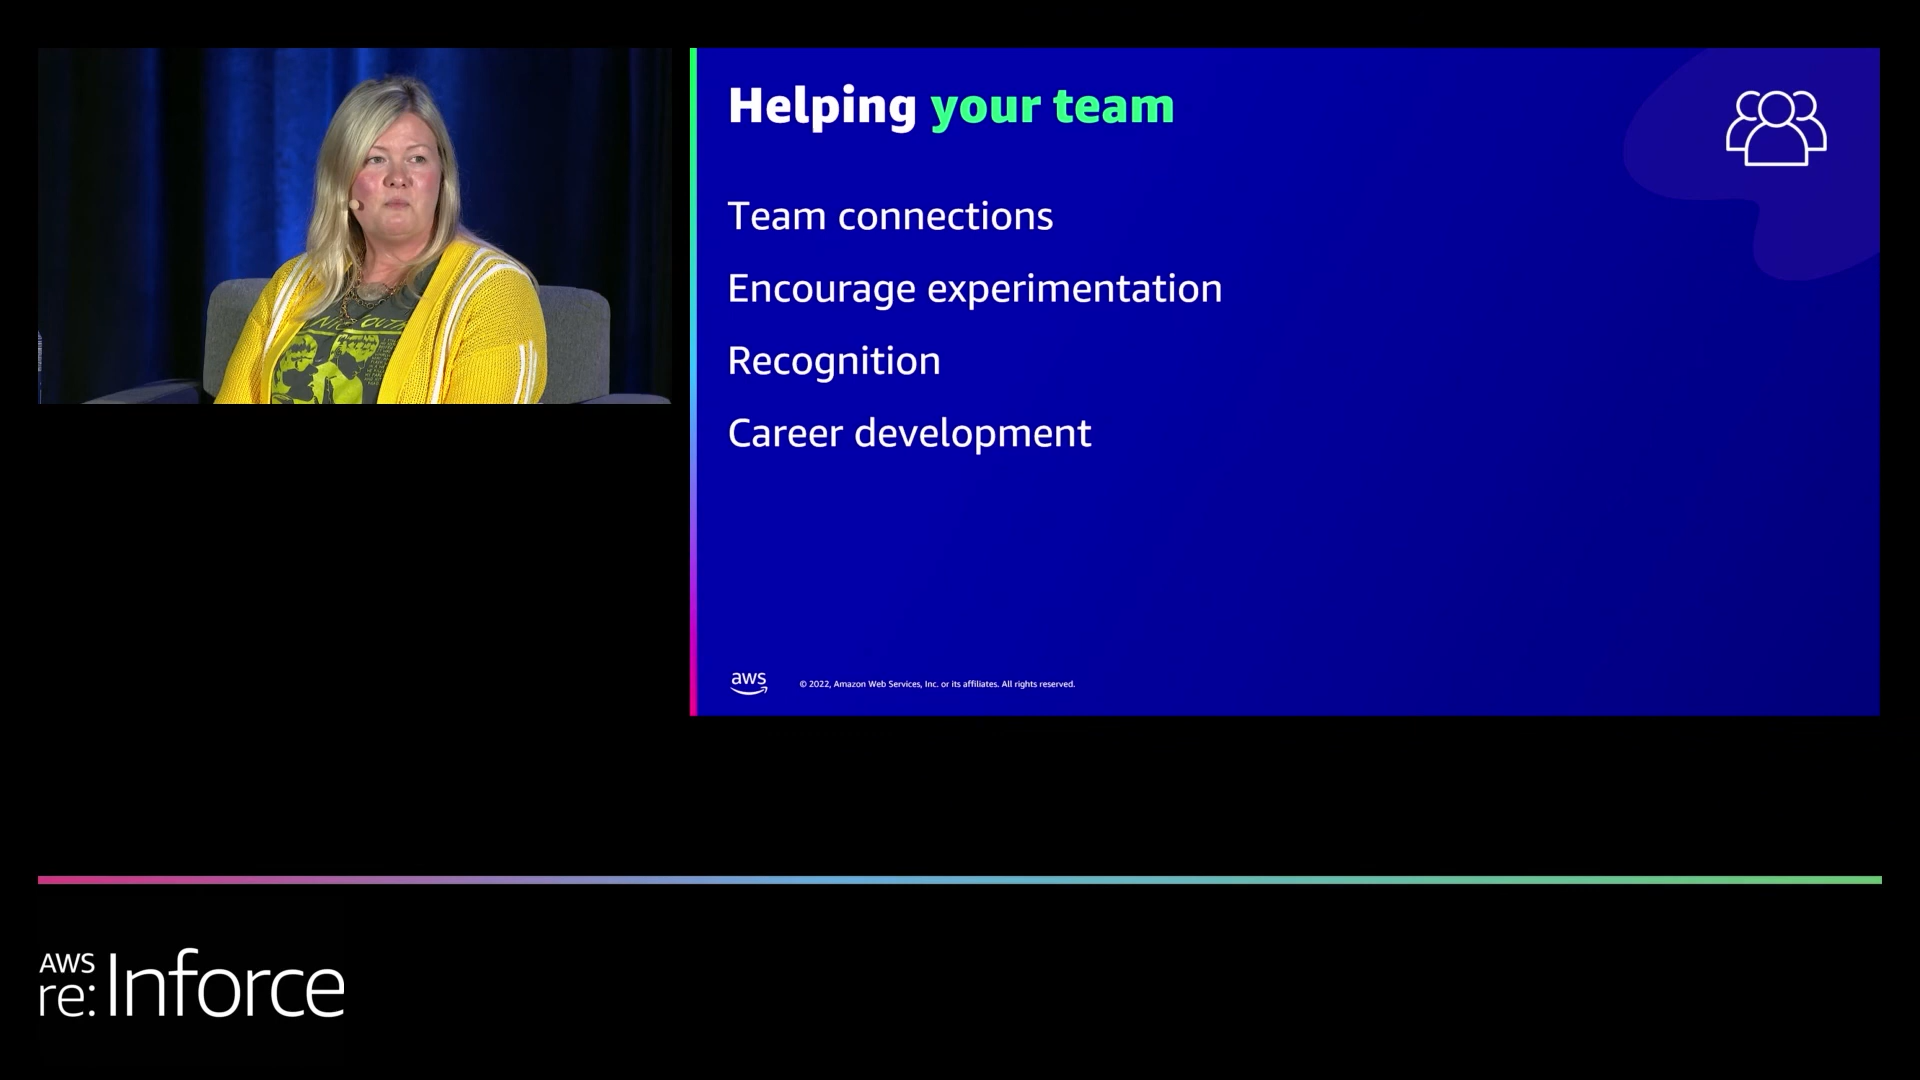 Helping your team
Team connections
Encourage experimentation
Recognition
Career development
aws
© 2022, Amazon Web Services, Inc. or its affiliates. All rights reserved.
AWS
re:Inforce